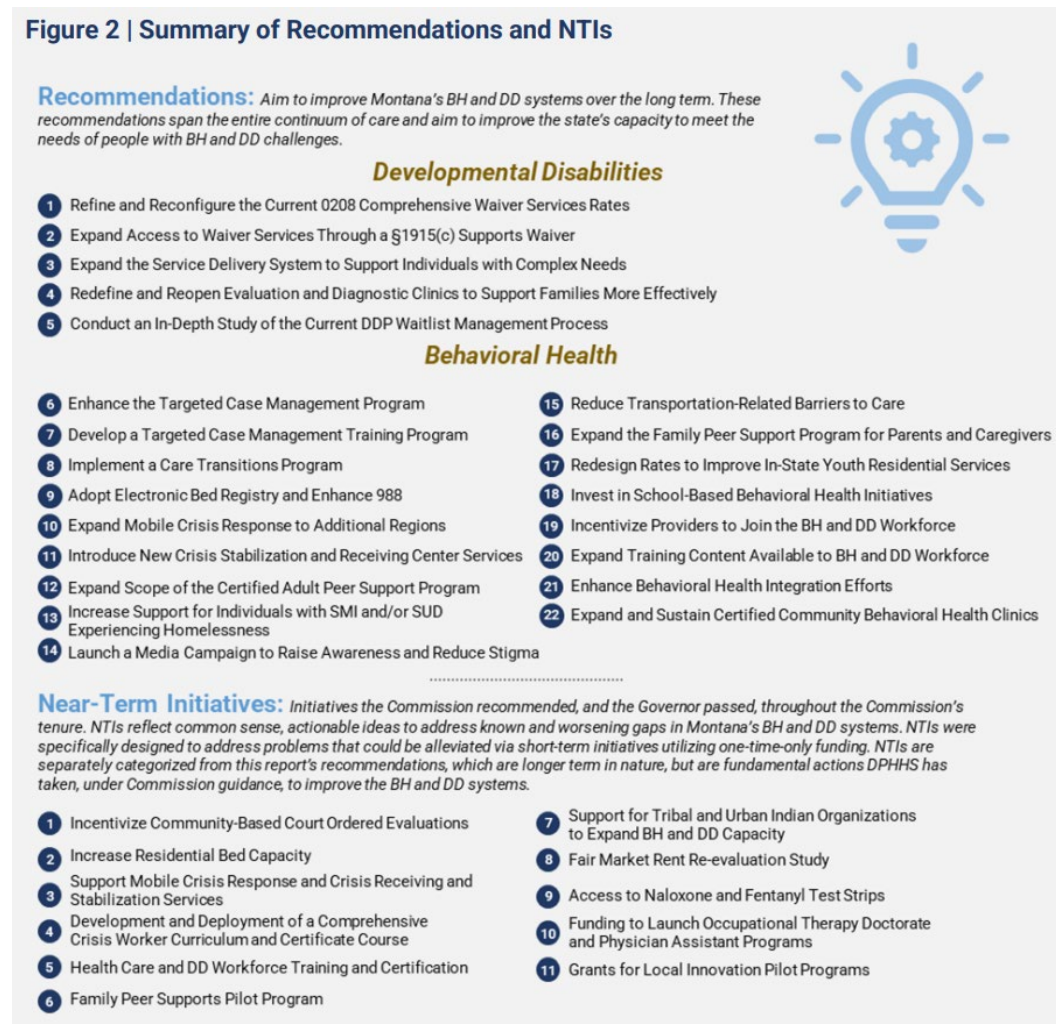 Figure 2 | Summary of Recommendations and NTIs
Recommendations: Aim to improve Montana's BH and DD systems over the long term. These
recommendations span the entire continuum of care and aim to improve the state's capacity to meet the
needs of people with BH and DD challenges.
Developmental Disabilities
1 Refine and Reconfigure the Current 0208 Comprehensive Waiver Services Rates
2 Expand Access to Waiver Services Through a §1915(c) Supports Waiver
3 Expand the Service Delivery System to Support Individuals with Complex Needs
4 Redefine and Reopen Evaluation and Diagnostic Clinics to Support Families More Effectively
5 Conduct an In-Depth Study of the Current DDP Waitlist Management Process
Behavioral Health
6 Enhance the Targeted Case Management Program
7 Develop a Targeted Case Management Training Program
8 Implement a Care Transitions Program
9 Adopt Electronic Bed Registry and Enhance 988
10 Expand Mobile Crisis Response to Additional Regions
11 Introduce New Crisis Stabilization and Receiving Center Services
12 Expand Scope of the Certified Adult Peer Support Program
13 Increase Support for Individuals with SMI and/or SUD
Experiencing Homelessness
14 Launch a Media Campaign to Raise Awareness and Reduce Stigma
15 Reduce Transportation-Related Barriers to Care
16 Expand the Family Peer Support Program for Parents and Caregivers
17 Redesign Rates to Improve In-State Youth Residential Services
18 Invest in School-Based Behavioral Health Initiatives
19 Incentivize Providers to Join the BH and DD Workforce
20 Expand Training Content Available to BH and DD Workforce
21 Enhance Behavioral Health Integration Efforts
22 Expand and Sustain Certified Community Behavioral Health Clinics
Near-Term Initiatives: Initiatives the Commission recommended, and the Governor passed, throughout the Commission's
tenure. NTIs reflect common sense, actionable ideas to address known and worsening gaps in Montana's BH and DD systems. NTIs were
specifically designed to address problems that could be alleviated via short-term initiatives utilizing one-time-only funding. NTIs are
separately categorized from this report's recommendations, which are longer term in nature, but are fundamental actions DPHHS has
taken, under Commission guidance, to improve the BH and DD systems.
1 Incentivize Community-Based Court Ordered Evaluations
2 Increase Residential Bed Capacity
3 Support Mobile Crisis Response and Crisis Receiving and
Stabilization Services
4 Development and Deployment of a Comprehensive
Crisis Worker Curriculum and Certificate Course
5 Health Care and DD Workforce Training and Certification
6 Family Peer Supports Pilot Program
7 Support for Tribal and Urban Indian Organizations
to Expand BH and DD Capacity
8 Fair Market Rent Re-evaluation Study
9 Access to Naloxone and Fentanyl Test Strips
10 Funding to Launch Occupational Therapy Doctorate
and Physician Assistant Programs
11 Grants for Local Innovation Pilot Programs